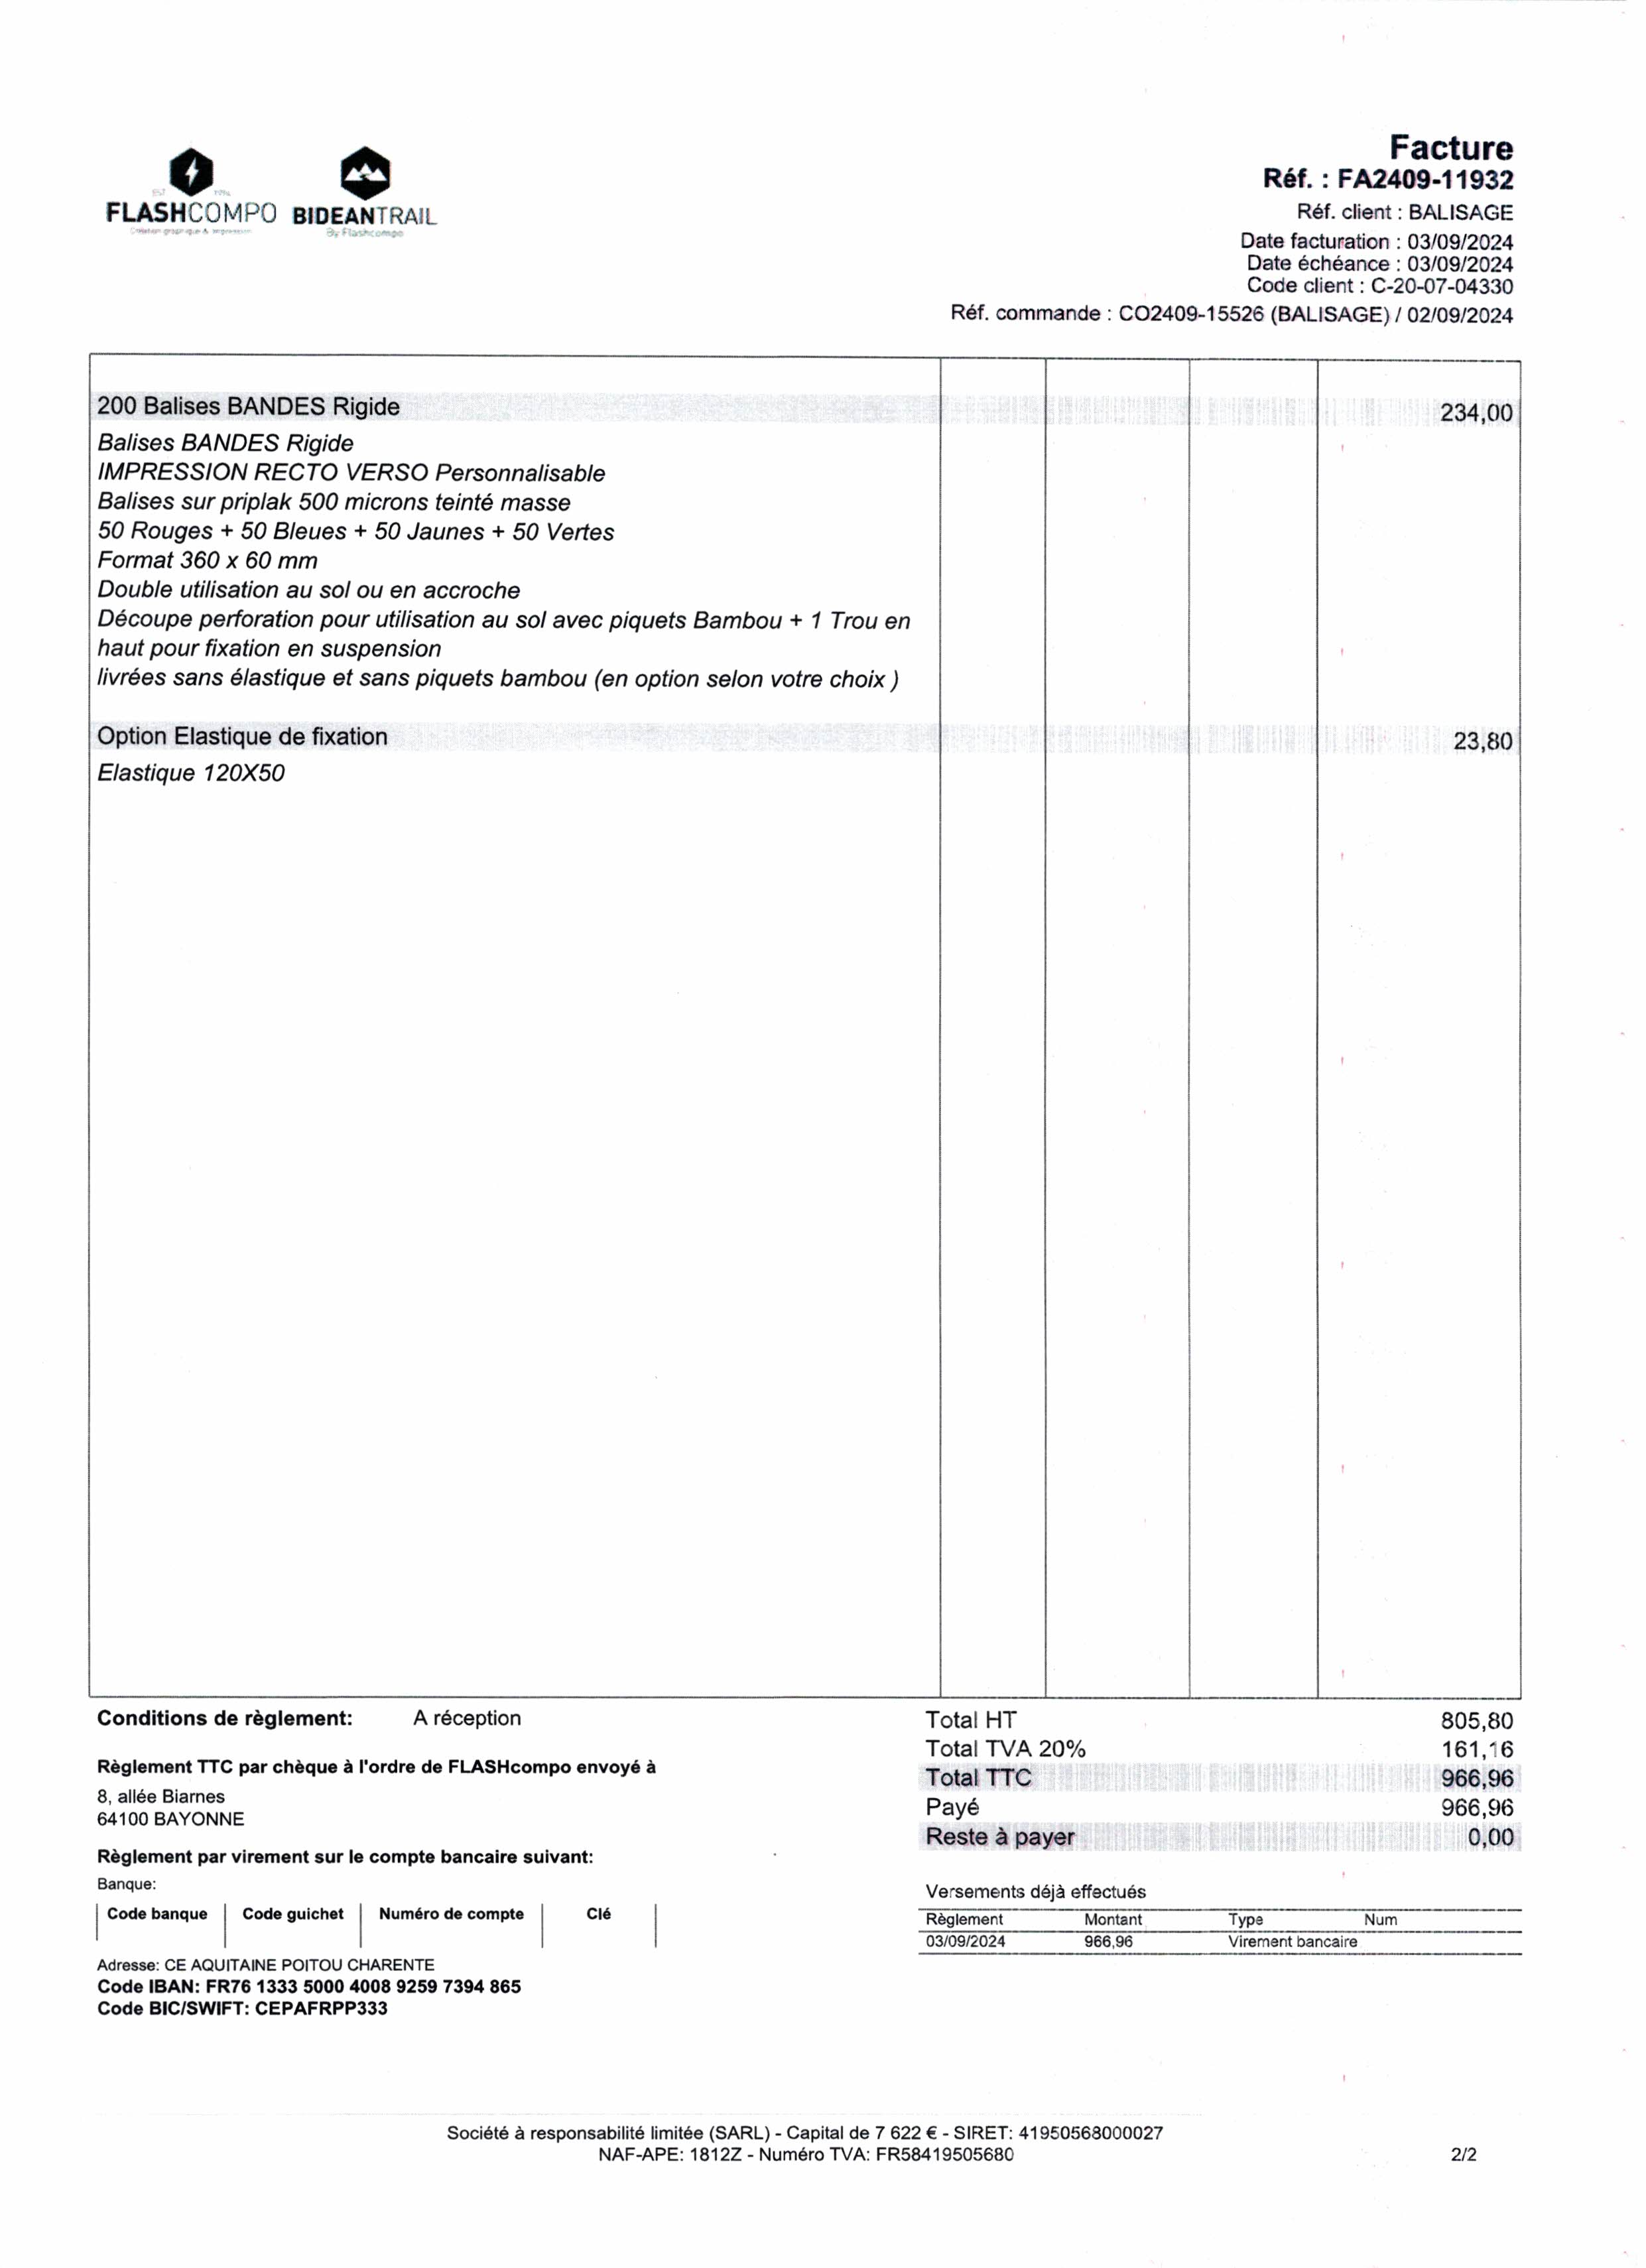 EST 1994
FLASHCOMPO
Création graphique & impression
BIDEANTRAIL
By Flashcompo
Facture
Réf. : FA2409-11932
Réf. client : BALISAGE
Date facturation : 03/09/2024
Date échéance : 03/09/2024
Code client : C-20-07-04330
Réf. commande : CO2409-15526 (BALISAGE) / 02/09/2024
200 Balises BANDES Rigide 234,00
Balises BANDES Rigide
IMPRESSION RECTO VERSO Personnalisable
Balises sur priplak 500 microns teinté masse
50 Rouges + 50 Bleues + 50 Jaunes + 50 Vertes
Format 360 x 60 mm
Double utilisation au sol ou en accroche
Découpe perforation pour utilisation au sol avec piquets Bambou + 1 Trou en
haut pour fixation en suspension
livrées sans élastique et sans piquets bambou (en option selon votre choix )
Option Elastique de fixation 23,80
Elastique 120X50
Conditions de règlement: A réception
Règlement TTC par chèque à l'ordre de FLASHcompo envoyé à
8, allée Biarnes
64100 BAYONNE
Règlement par virement sur le compte bancaire suivant:
Banque:
Code banque Code guichet Numéro de compte Clé
Adresse: CE AQUITAINE POITOU CHARENTE
Code IBAN: FR76 1333 5000 4008 9259 7394 865
Code BIC/SWIFT: CEPAFRPP333
Total HT 805,80
Total TVA 20% 161,16
Total TTC 966,96
Payé 966,96
Reste à payer 0,00
Versements déjà effectués
Règlement Montant Type Num
03/09/2024 966,96 Virement bancaire
Société à responsabilité limitée (SARL) - Capital de 7 622 € - SIRET: 41950568000027
NAF-APE: 1812Z - Numéro TVA: FR58419505680
2/2